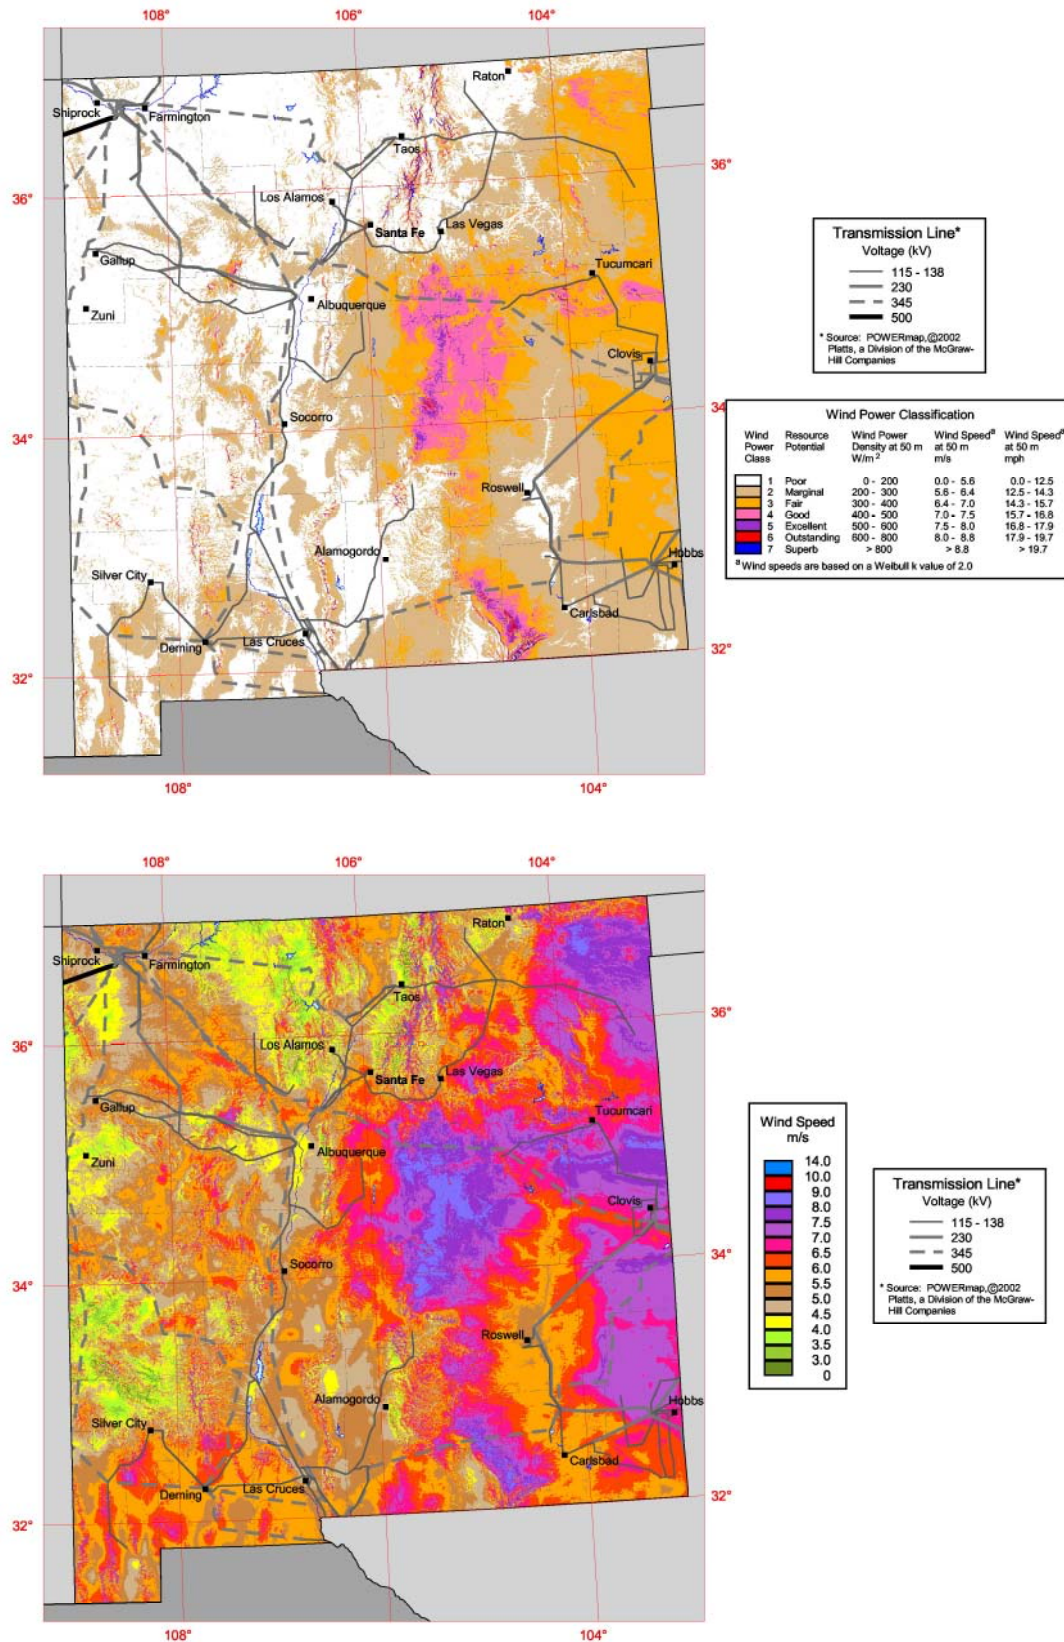 108°
106°
104°
Raton
Shiprock
Farmington
Taos
36°
36°
Los Alamos
Santa Fe
Las Vegas
Gallup
Tucumcari
Zuni
Albuquerque
Clovis
Socorro
34°
34
Roswell
Alamogordo
Hobbs
Silver City
Carlsbad
Deming
Las Cruces
32°
32°
108°
104°
Transmission Line*
Voltage (kV)
115 - 138
230
345
500
* Source: POWERmap,©2002
Platts, a Division of the McGraw-
Hill Companies
Wind Power Classification
Wind Resource Wind Power Wind Speedª Wind Speedª
Power Potential Density at 50 m at 50 m at 50 m
Class W/m² m/s mph
1 Poor 0 - 200 0.0 - 5.6 0.0 - 12.5
2 Marginal 200 - 300 5.6 - 6.4 12.5 - 14.3
3 Fair 300 - 400 6.4 - 7.0 14.3 - 15.7
4 Good 400 - 500 7.0 - 7.5 15.7 - 16.8
5 Excellent 500 - 600 7.5 - 8.0 16.8 - 17.9
6 Outstanding 600 - 800 8.0 - 8.8 17.9 - 19.7
7 Superb > 800 > 8.8 > 19.7
ª Wind speeds are based on a Weibull k value of 2.0
108°
106°
104°
Raton
Shiprock
Farmington
Taos
36°
36°
Los Alamos
Santa Fe
Las Vegas
Gallup
Tucumcari
Zuni
Albuquerque
Clovis
Socorro
34°
34°
Roswell
Alamogordo
Hobbs
Silver City
Carlsbad
Deming
Las Cruces
32°
32°
108°
104°
Wind Speed
m/s
14.0
10.0
9.0
8.0
7.5
7.0
6.5
6.0
5.5
5.0
4.5
4.0
3.5
3.0
0
Transmission Line*
Voltage (kV)
115 - 138
230
345
500
* Source: POWERmap,©2002
Platts, a Division of the McGraw-
Hill Companies